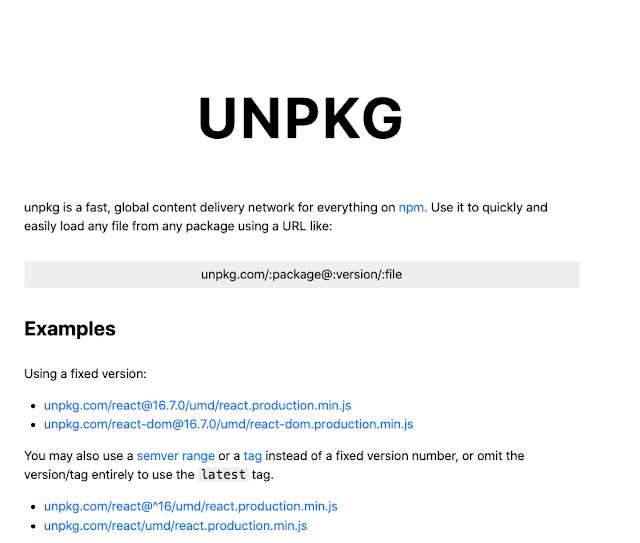 UNPKG
unpkg is a fast, global content delivery network for everything on npm. Use it to quickly and
easily load any file from any package using a URL like:
unpkg.com/:package@:version/:file
Examples
Using a fixed version:
• unpkg.com/react@16.7.0/umd/react.production.min.js
• unpkg.com/react-dom@16.7.0/umd/react-dom.production.min.js
You may also use a semver range or a tag instead of a fixed version number, or omit the
version/tag entirely to use the latest tag.
• unpkg.com/react@^16/umd/react.production.min.js
• unpkg.com/react/umd/react.production.min.js